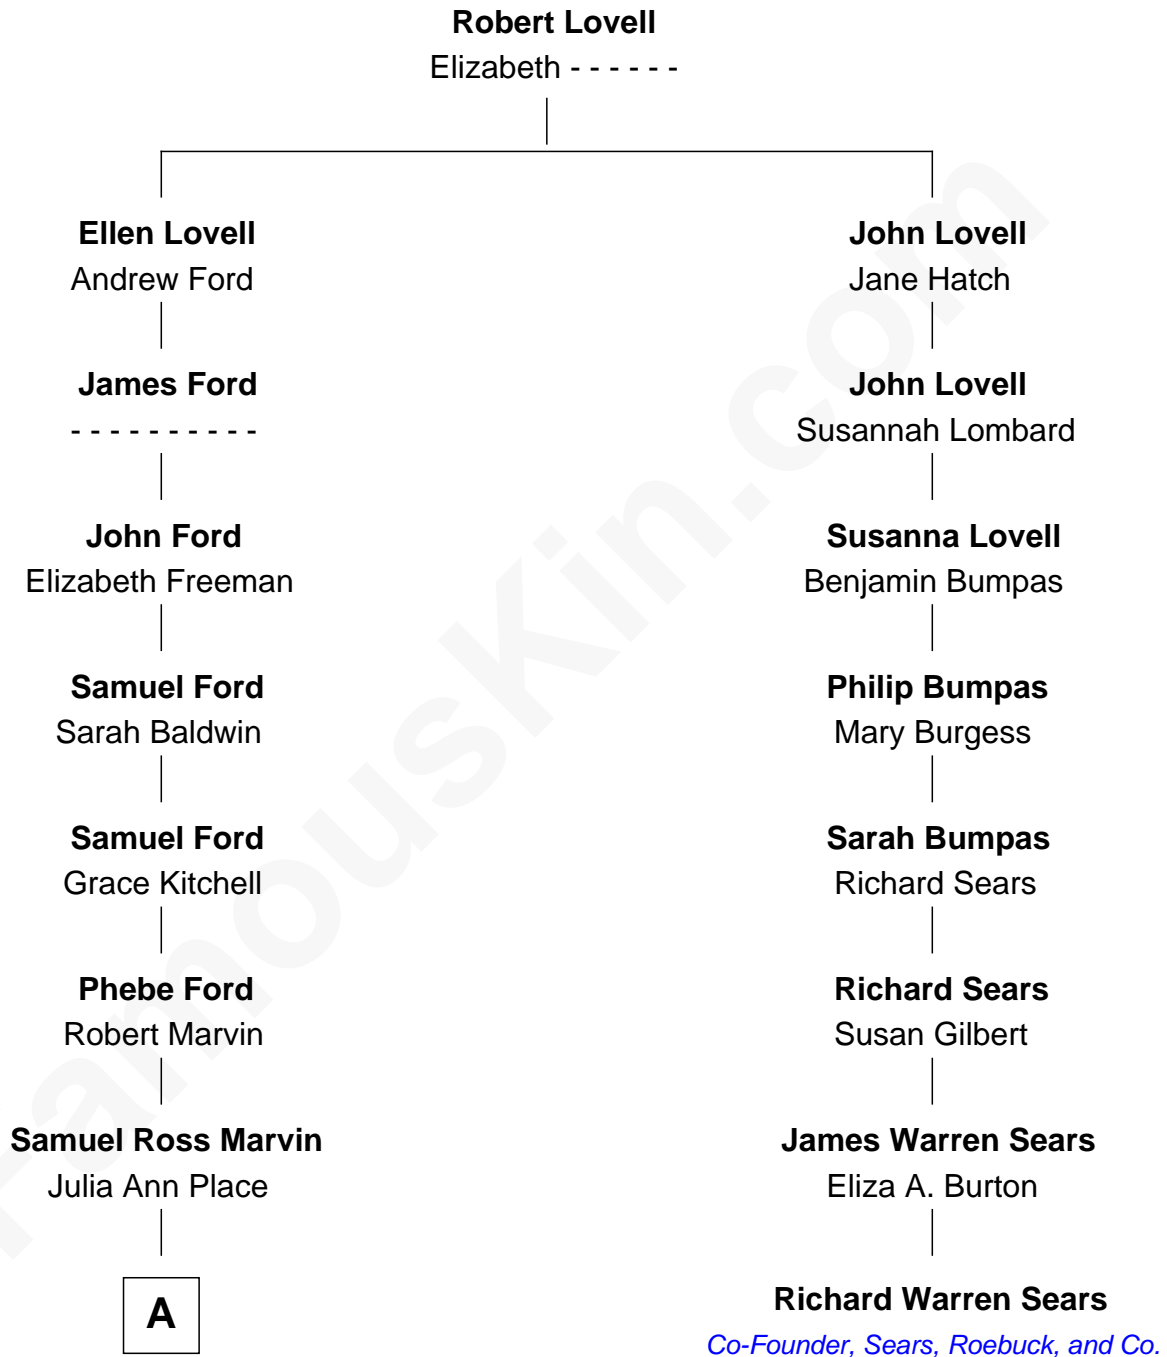 Robert Lovell
Elizabeth - - - - - -
Ellen Lovell
Andrew Ford
James Ford
- - - - - - - - - -
John Ford
Elizabeth Freeman
Samuel Ford
Sarah Baldwin
Samuel Ford
Grace Kitchell
Phebe Ford
Robert Marvin
Samuel Ross Marvin
Julia Ann Place
A
John Lovell
Jane Hatch
John Lovell
Susannah Lombard
Susanna Lovell
Benjamin Bumpas
Philip Bumpas
Mary Burgess
Sarah Bumpas
Richard Sears
Richard Sears
Susan Gilbert
James Warren Sears
Eliza A. Burton
Richard Warren Sears
Co-Founder, Sears, Roebuck, and Co.
FamousKin.com